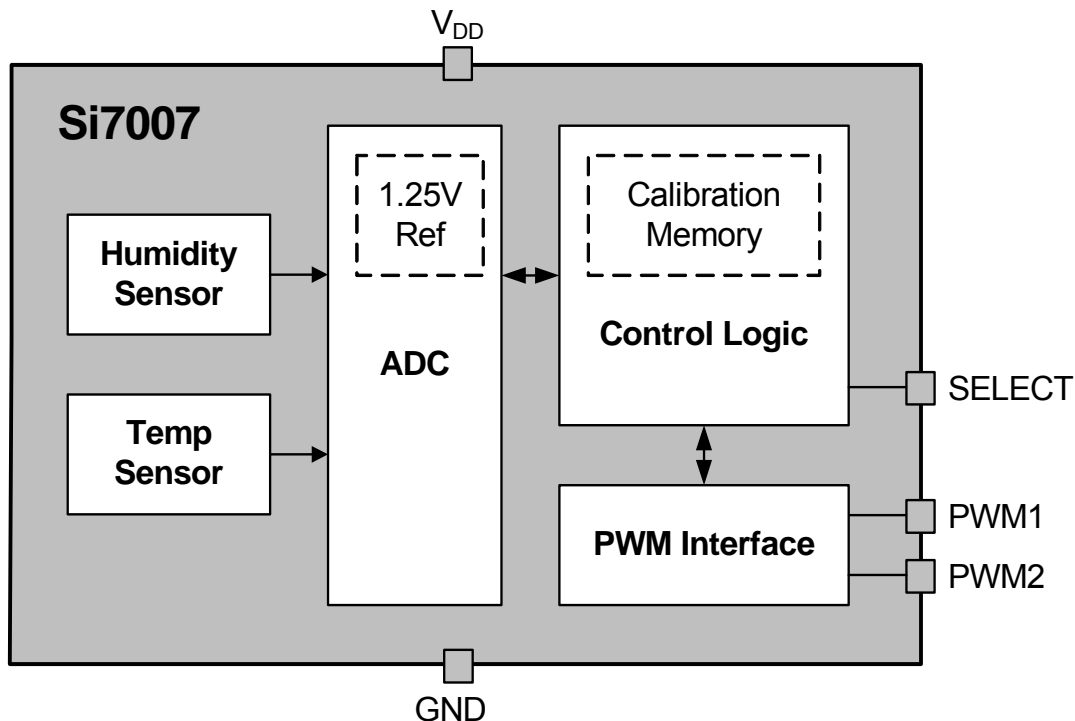 VDD
Si7007
1.25V
Ref
Calibration
Memory
Humidity
Sensor
ADC
Control Logic
SELECT
Temp
Sensor
PWM Interface
PWM1
PWM2
GND